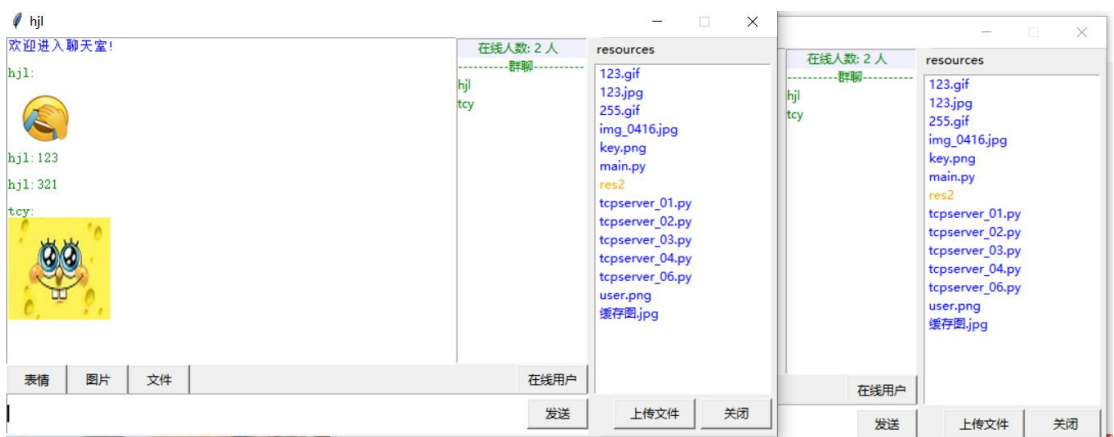 hjl
欢迎进入聊天室!
hjl:
hjl:123
hjl:321
tcy:
表情 图片 文件 在线用户
发送
在线人数: 2 人
----------群聊----------
hjl
tcy
resources
123.gif
123.jpg
255.gif
img_0416.jpg
key.png
main.py
res2
tcpserver_01.py
tcpserver_02.py
tcpserver_03.py
tcpserver_04.py
tcpserver_06.py
user.png
缓存图.jpg
上传文件 关闭
在线人数: 2 人
----------群聊----------
hjl
tcy
在线用户
发送
resources
123.gif
123.jpg
255.gif
img_0416.jpg
key.png
main.py
res2
tcpserver_01.py
tcpserver_02.py
tcpserver_03.py
tcpserver_04.py
tcpserver_06.py
user.png
缓存图.jpg
上传文件 关闭